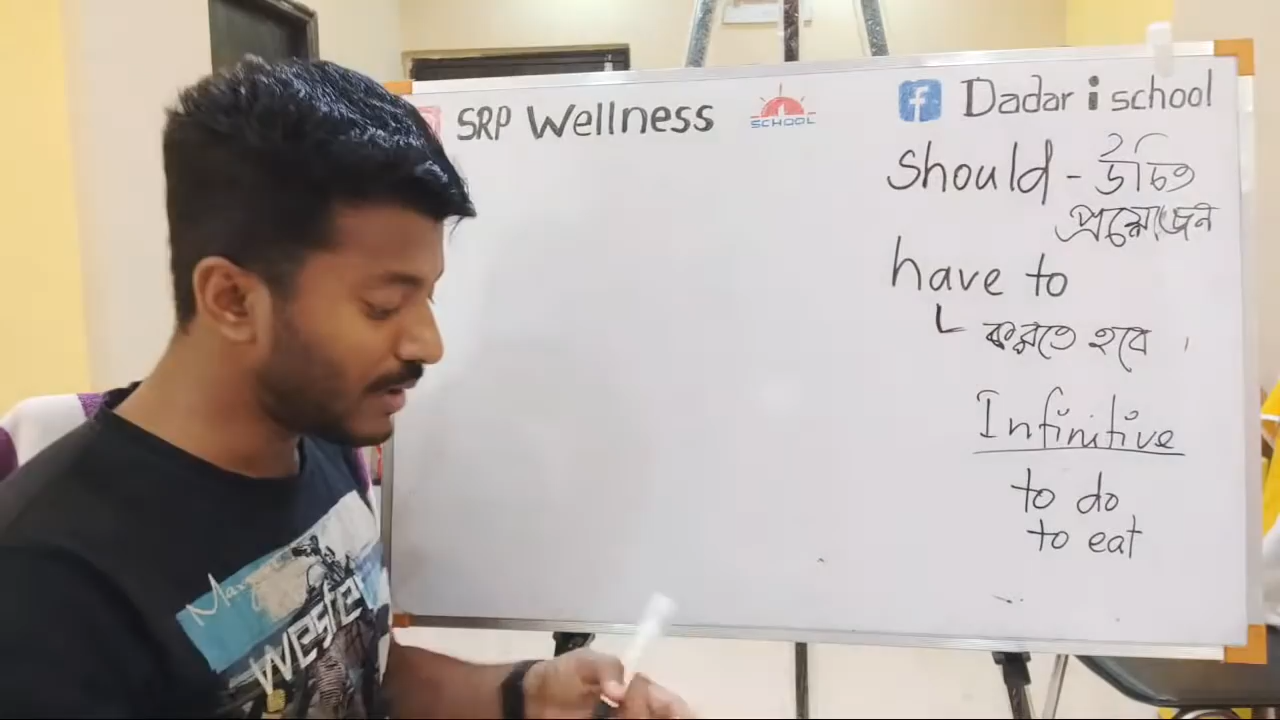 SRP Wellness
SCHOOL
f Dadar i school
Should - উচিত
প্রয়োজন
have to
করতে হবে ।
Infinitive
to do
to eat